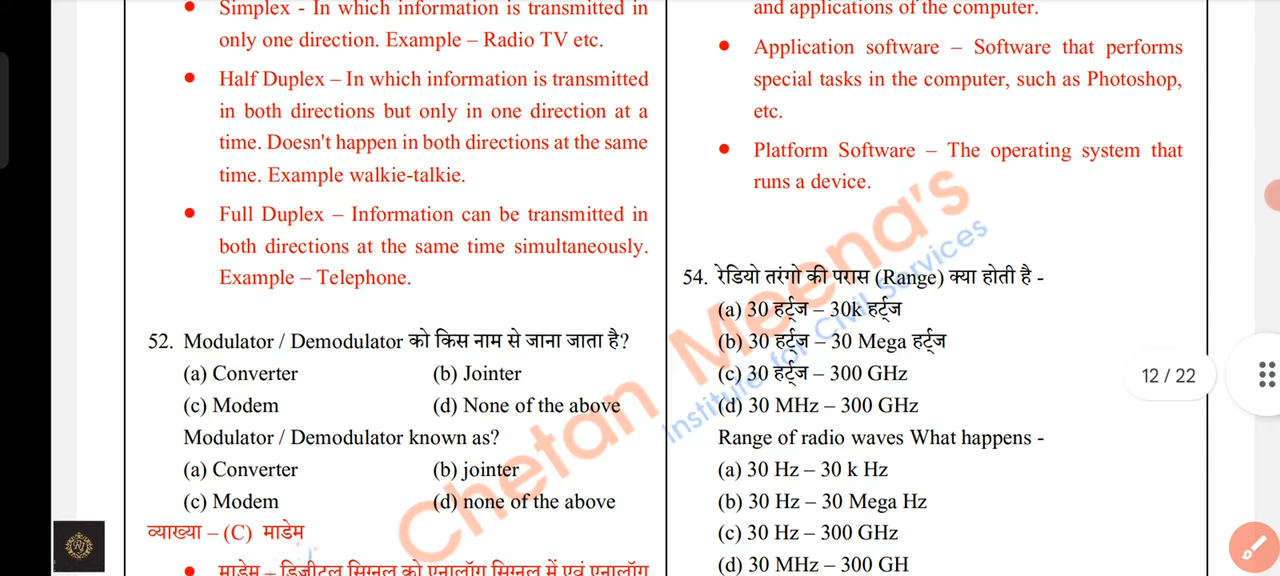 Simplex - In which information is transmitted in
only one direction. Example – Radio TV etc.
Half Duplex – In which information is transmitted
in both directions but only in one direction at a
time. Doesn't happen in both directions at the same
time. Example walkie-talkie.
Full Duplex – Information can be transmitted in
both directions at the same time simultaneously.
Example – Telephone.
52. Modulator / Demodulator को किस नाम से जाना जाता है?
(a) Converter (b) Jointer
(c) Modem (d) None of the above
Modulator / Demodulator known as?
(a) Converter (b) jointer
(c) Modem (d) none of the above
व्याख्या – (C) माडेम
माडेम – डिजीटल सिग्नल को एनालॉग सिग्नल में एवं एनालॉग
and applications of the computer.
Application software – Software that performs
special tasks in the computer, such as Photoshop,
etc.
Platform Software – The operating system that
runs a device.
54. रेडियो तरंगो की परास (Range) क्या होती है -
(a) 30 हर्ट्ज – 30k हर्ट्ज
(b) 30 हर्ट्ज – 30 Mega हर्ट्ज
(c) 30 हर्ट्ज – 300 GHz
(d) 30 MHz – 300 GHz
Range of radio waves What happens -
(a) 30 Hz – 30 k Hz
(b) 30 Hz – 30 Mega Hz
(c) 30 Hz – 300 GHz
(d) 30 MHz – 300 GH
Chetan Meena's
institute for Civil Services
12 / 22